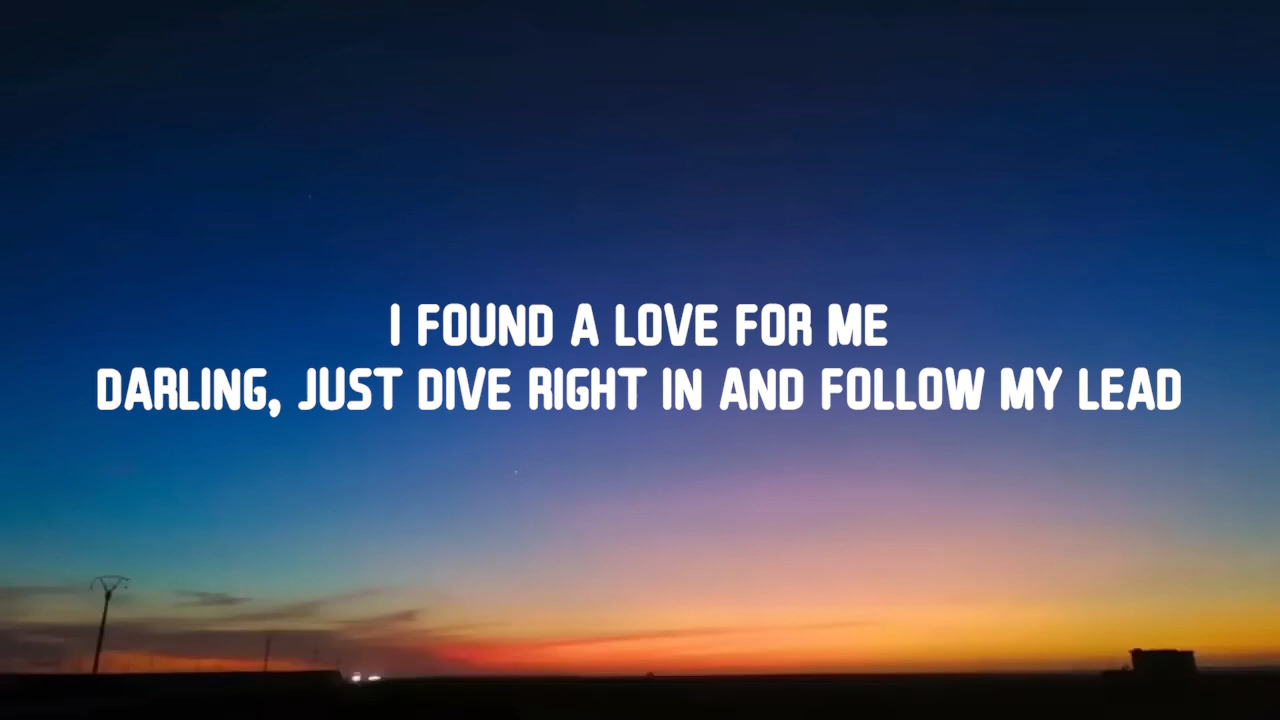 I FOUND A LOVE FOR ME
DARLING, JUST DIVE RIGHT IN AND FOLLOW MY LEAD